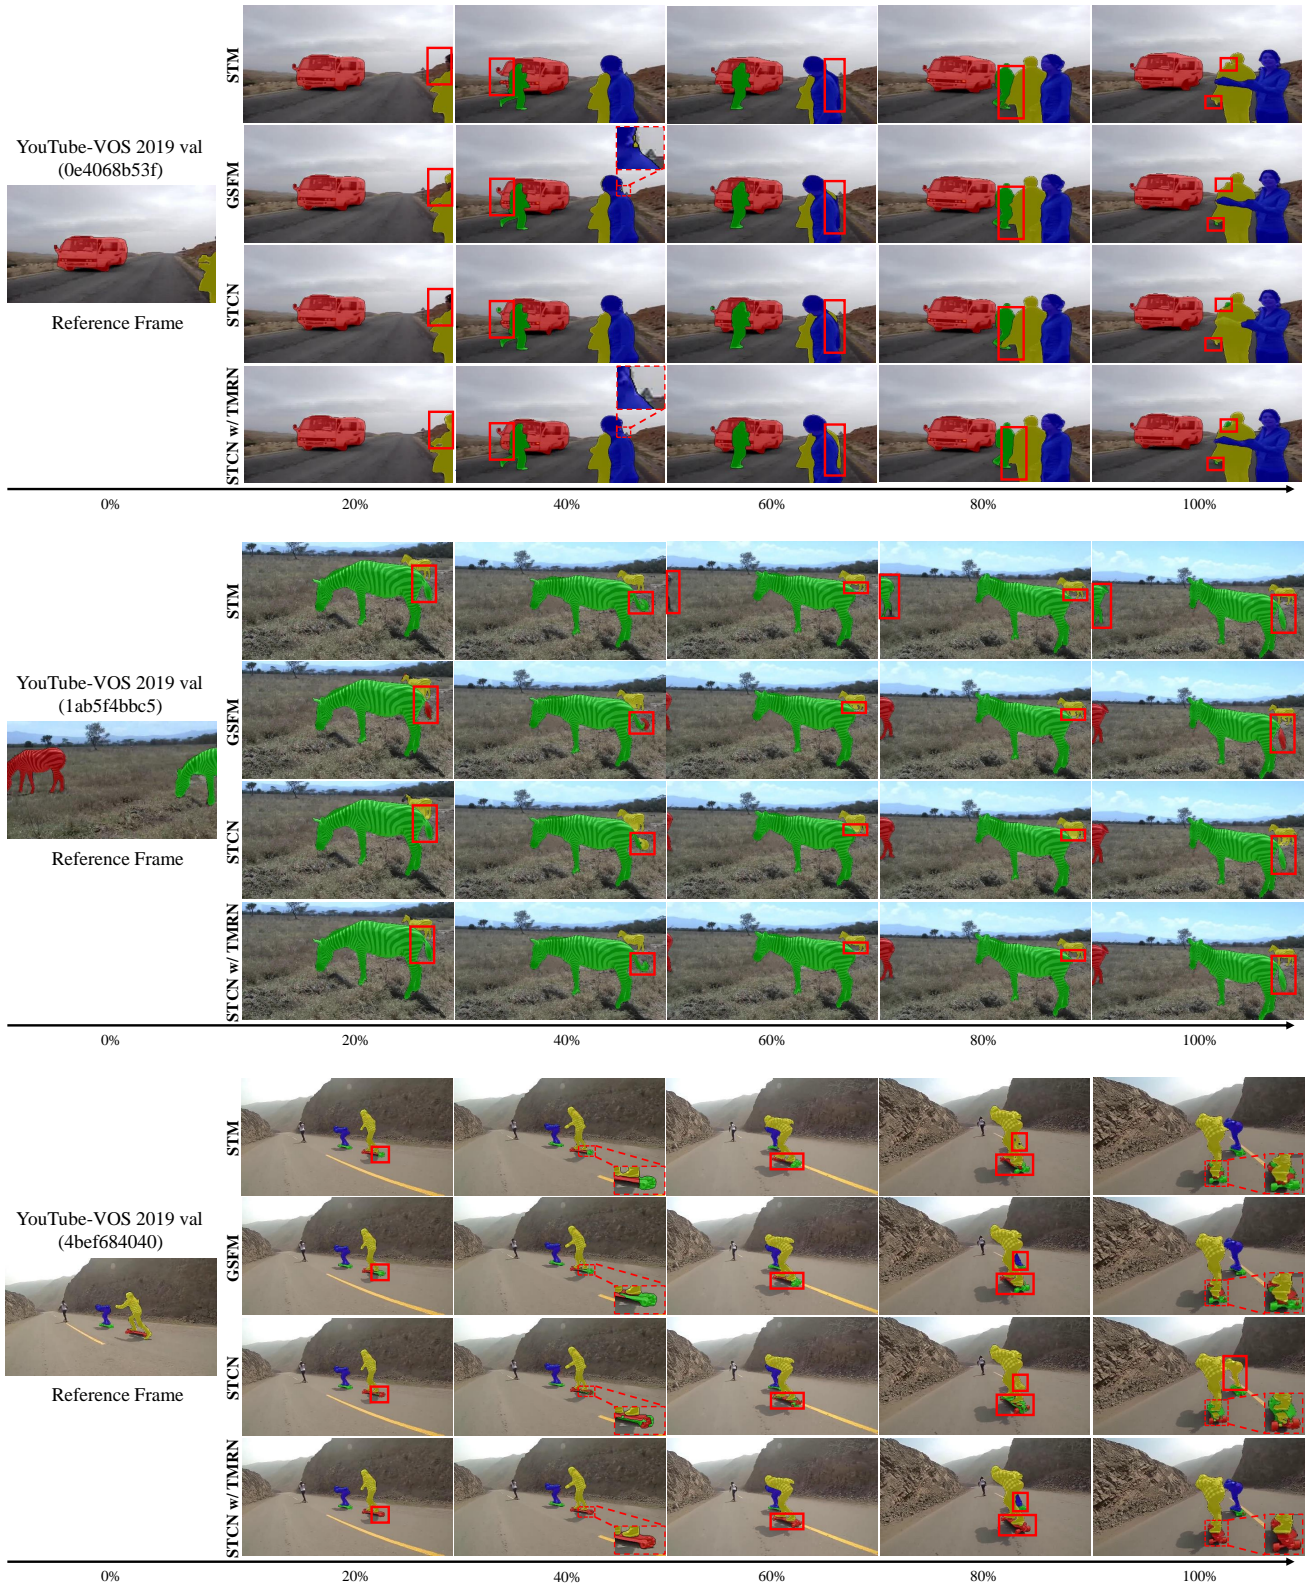 STM
GSFM
STCN
STCN w/ TMRN
YouTube-VOS 2019 val
(0e4068b53f)
Reference Frame
0% 20% 40% 60% 80% 100%
STM
GSFM
STCN
STCN w/ TMRN
YouTube-VOS 2019 val
(1ab5f4bbc5)
Reference Frame
0% 20% 40% 60% 80% 100%
STM
GSFM
STCN
STCN w/ TMRN
YouTube-VOS 2019 val
(4bef684040)
Reference Frame
0% 20% 40% 60% 80% 100%